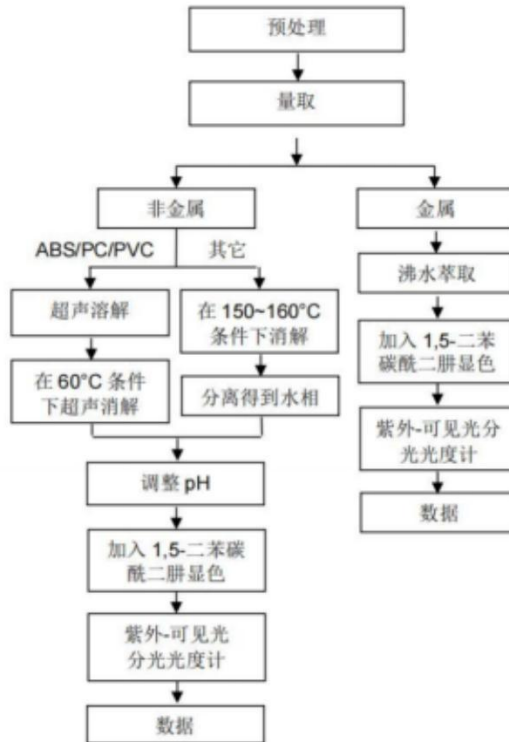 预处理
量取
非金属
金属
ABS/PC/PVC
其它
沸水萃取
超声溶解
在 150~160°C
条件下消解
加入 1,5-二苯
碳酰二肼显色
在 60°C 条件
下超声消解
分离得到水相
紫外-可见光分
光光度计
调整 pH
数据
加入 1,5-二苯碳
酰二肼显色
紫外-可见光
分光光度计
数据